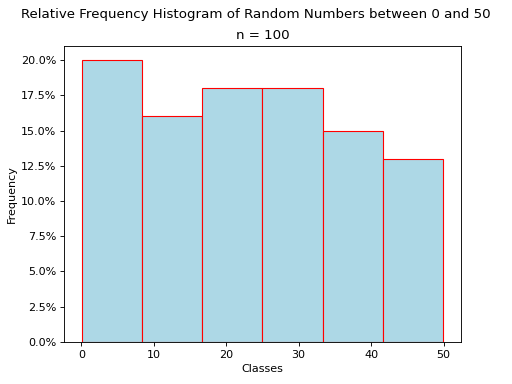 Relative Frequency Histogram of Random Numbers between 0 and 50
n = 100
20.0%
17.5%
15.0%
12.5%
10.0%
7.5%
5.0%
2.5%
0.0%
Frequency
0 10 20 30 40 50
Classes